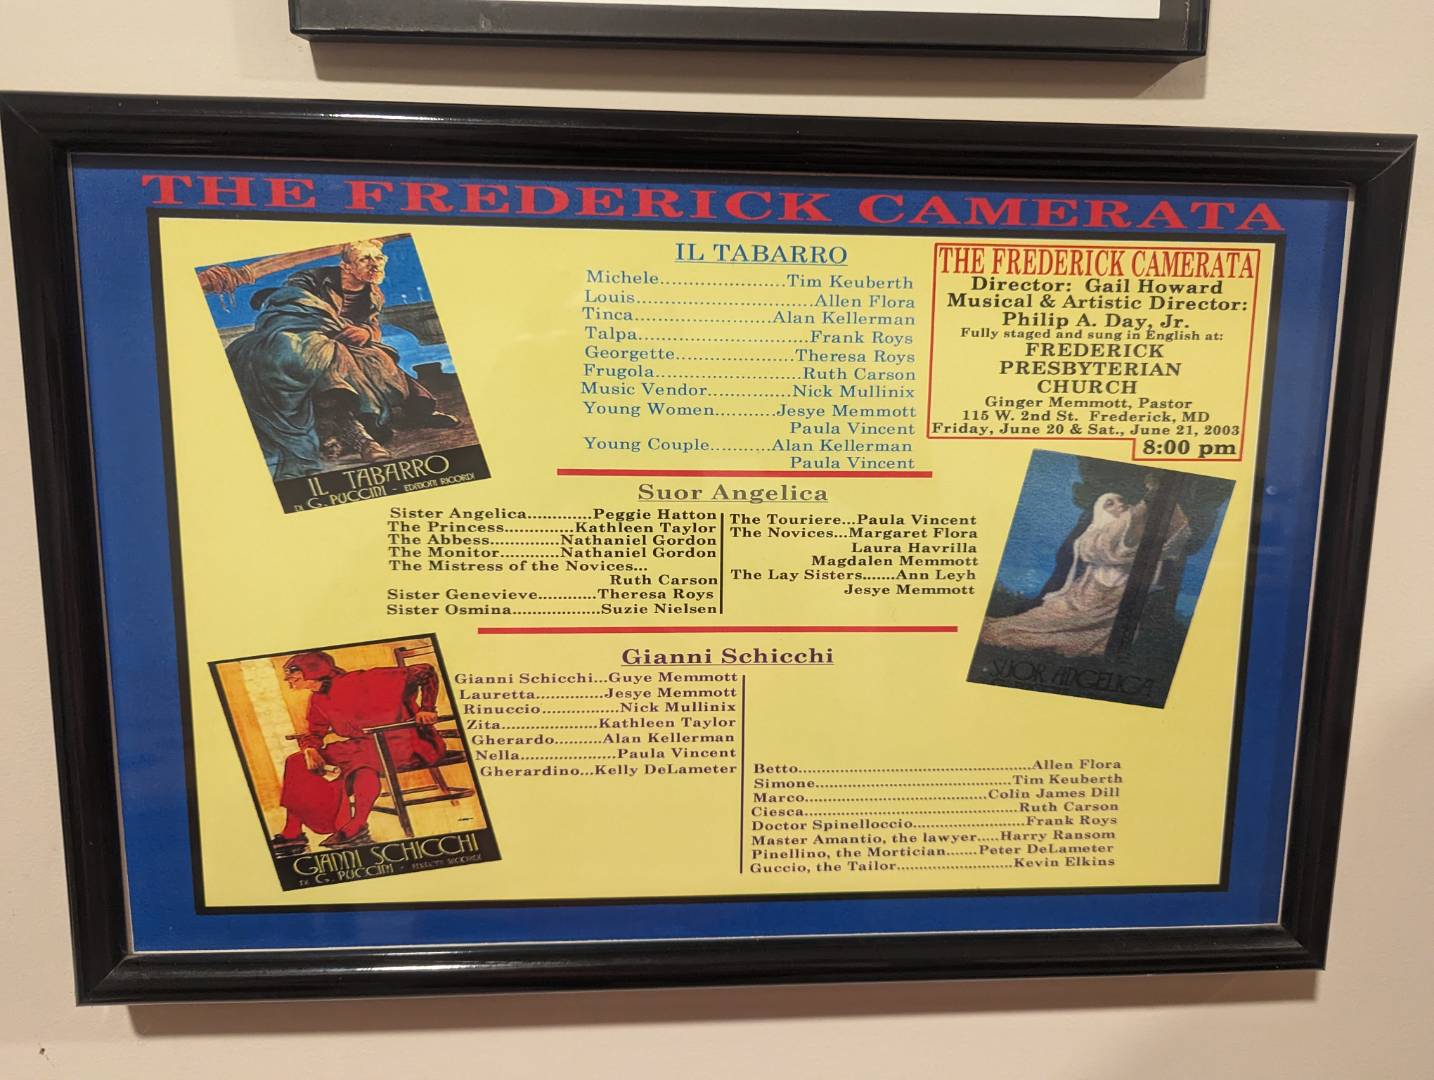 THE FREDERICK CAMERATA
IL TABARRO
DI G. PUCCINI - EDIZIONI RICORDI
IL TABARRO
Michele.......................Tim Keuberth
Louis................................Allen Flora
Tinca.........................Alan Kellerman
Talpa...............................Frank Roys
Georgette......................Theresa Roys
Frugola...........................Ruth Carson
Music Vendor...............Nick Mullinix
Young Women..........Jesye Memmott
Paula Vincent
Young Couple...........Alan Kellerman
Paula Vincent
THE FREDERICK CAMERATA
Director: Gail Howard
Musical & Artistic Director:
Philip A. Day, Jr.
Fully staged and sung in English at:
FREDERICK
PRESBYTERIAN
CHURCH
Ginger Memmott, Pastor
115 W. 2nd St. Frederick, MD
Friday, June 20 & Sat., June 21, 2003
8:00 pm
Suor Angelica
Sister Angelica............Peggie Hatton
The Princess............Kathleen Taylor
The Abbess............Nathaniel Gordon
The Monitor...........Nathaniel Gordon
The Mistress of the Novices...
Ruth Carson
Sister Genevieve...........Theresa Roys
Sister Osmina................Suzie Nielsen
The Touriere...Paula Vincent
The Novices...Margaret Flora
Laura Havrilla
Magdalen Memmott
The Lay Sisters.......Ann Leyh
Jesye Memmott
SUOR ANGELICA
Gianni Schicchi
Gianni Schicchi...Guye Memmott
Lauretta..............Jesye Memmott
Rinuccio................Nick Mullinix
Zita....................Kathleen Taylor
Gherardo..........Alan Kellerman
Nella.....................Paula Vincent
Gherardino...Kelly DeLameter
Betto..................................................Allen Flora
Simone..........................................Tim Keuberth
Marco.......................................Colin James Dill
Ciesca..............................................Ruth Carson
Doctor Spinelloccio........................Frank Roys
Master Amantio, the lawyer.....Harry Ransom
Pinellino, the Mortician.......Peter DeLameter
Guccio, the Tailor.........................Kevin Elkins
GIANNI SCHICCHI
DI G. PUCCINI - EDIZIONI RICORDI